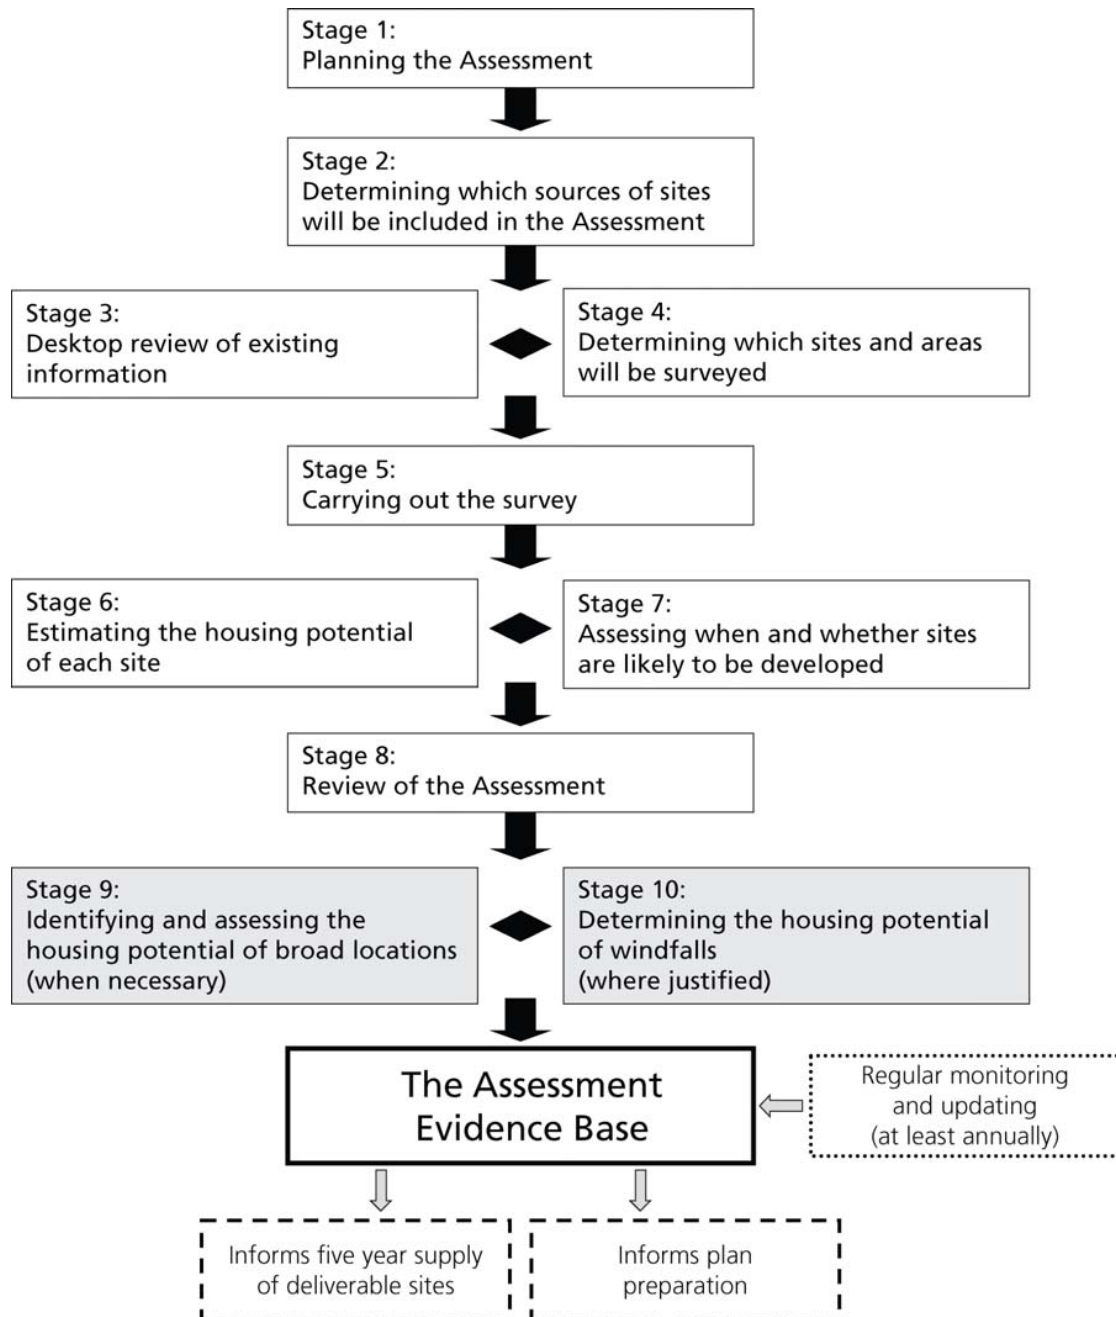 Stage 1:
Planning the Assessment
Stage 2:
Determining which sources of sites
will be included in the Assessment
Stage 3:
Desktop review of existing
information
Stage 4:
Determining which sites and areas
will be surveyed
Stage 5:
Carrying out the survey
Stage 6:
Estimating the housing potential
of each site
Stage 7:
Assessing when and whether sites
are likely to be developed
Stage 8:
Review of the Assessment
Stage 9:
Identifying and assessing the
housing potential of broad locations
(when necessary)
Stage 10:
Determining the housing potential
of windfalls
(where justified)
The Assessment
Evidence Base
Regular monitoring
and updating
(at least annually)
Informs five year supply
of deliverable sites
Informs plan
preparation